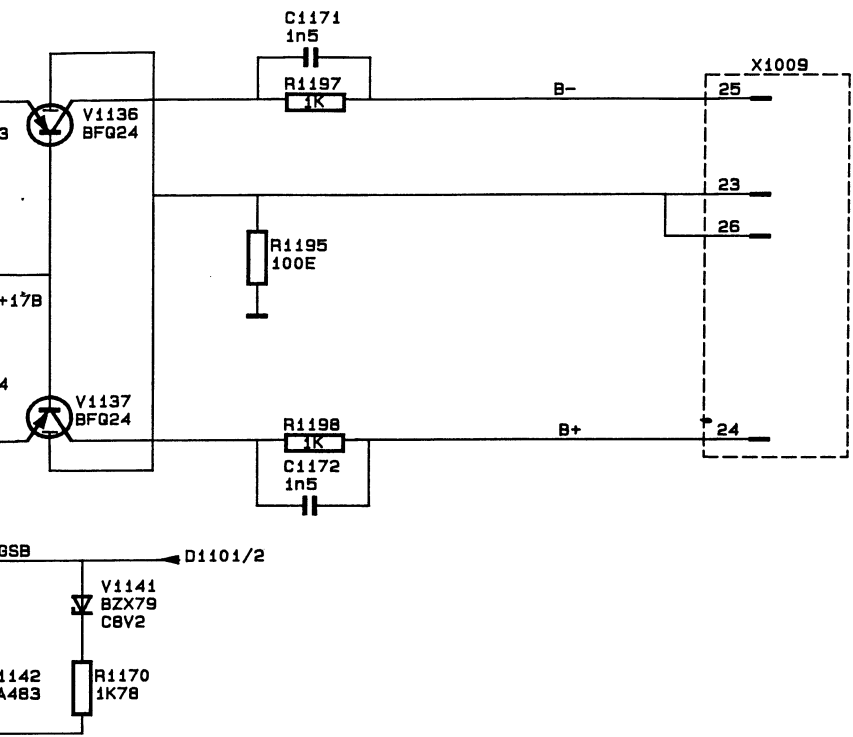 C1171
1n5
X1009
R1197
1K
B-
25
V1136
BFQ24
3
23
26
R1195
100E
+17B
4
V1137
BFQ24
R1198
1K
B+
24
C1172
1n5
GSB
D1101/2
V1141
BZX79
C8V2
1142
A483
R1170
1K78